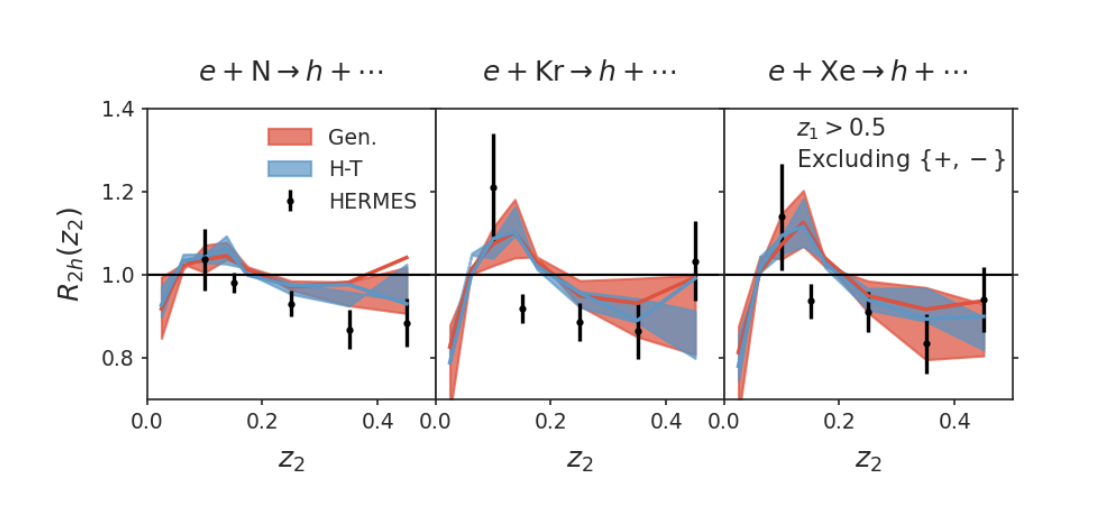 e + N → h + ⋯
e + Kr → h + ⋯
e + Xe → h + ⋯
R₂ₕ(z₂)
1.4
1.2
1.0
0.8
Gen.
H-T
HERMES
z₁ > 0.5
Excluding {+, −}
0.0 0.2 0.4 0.0 0.2 0.4 0.0 0.2 0.4
z₂ z₂ z₂